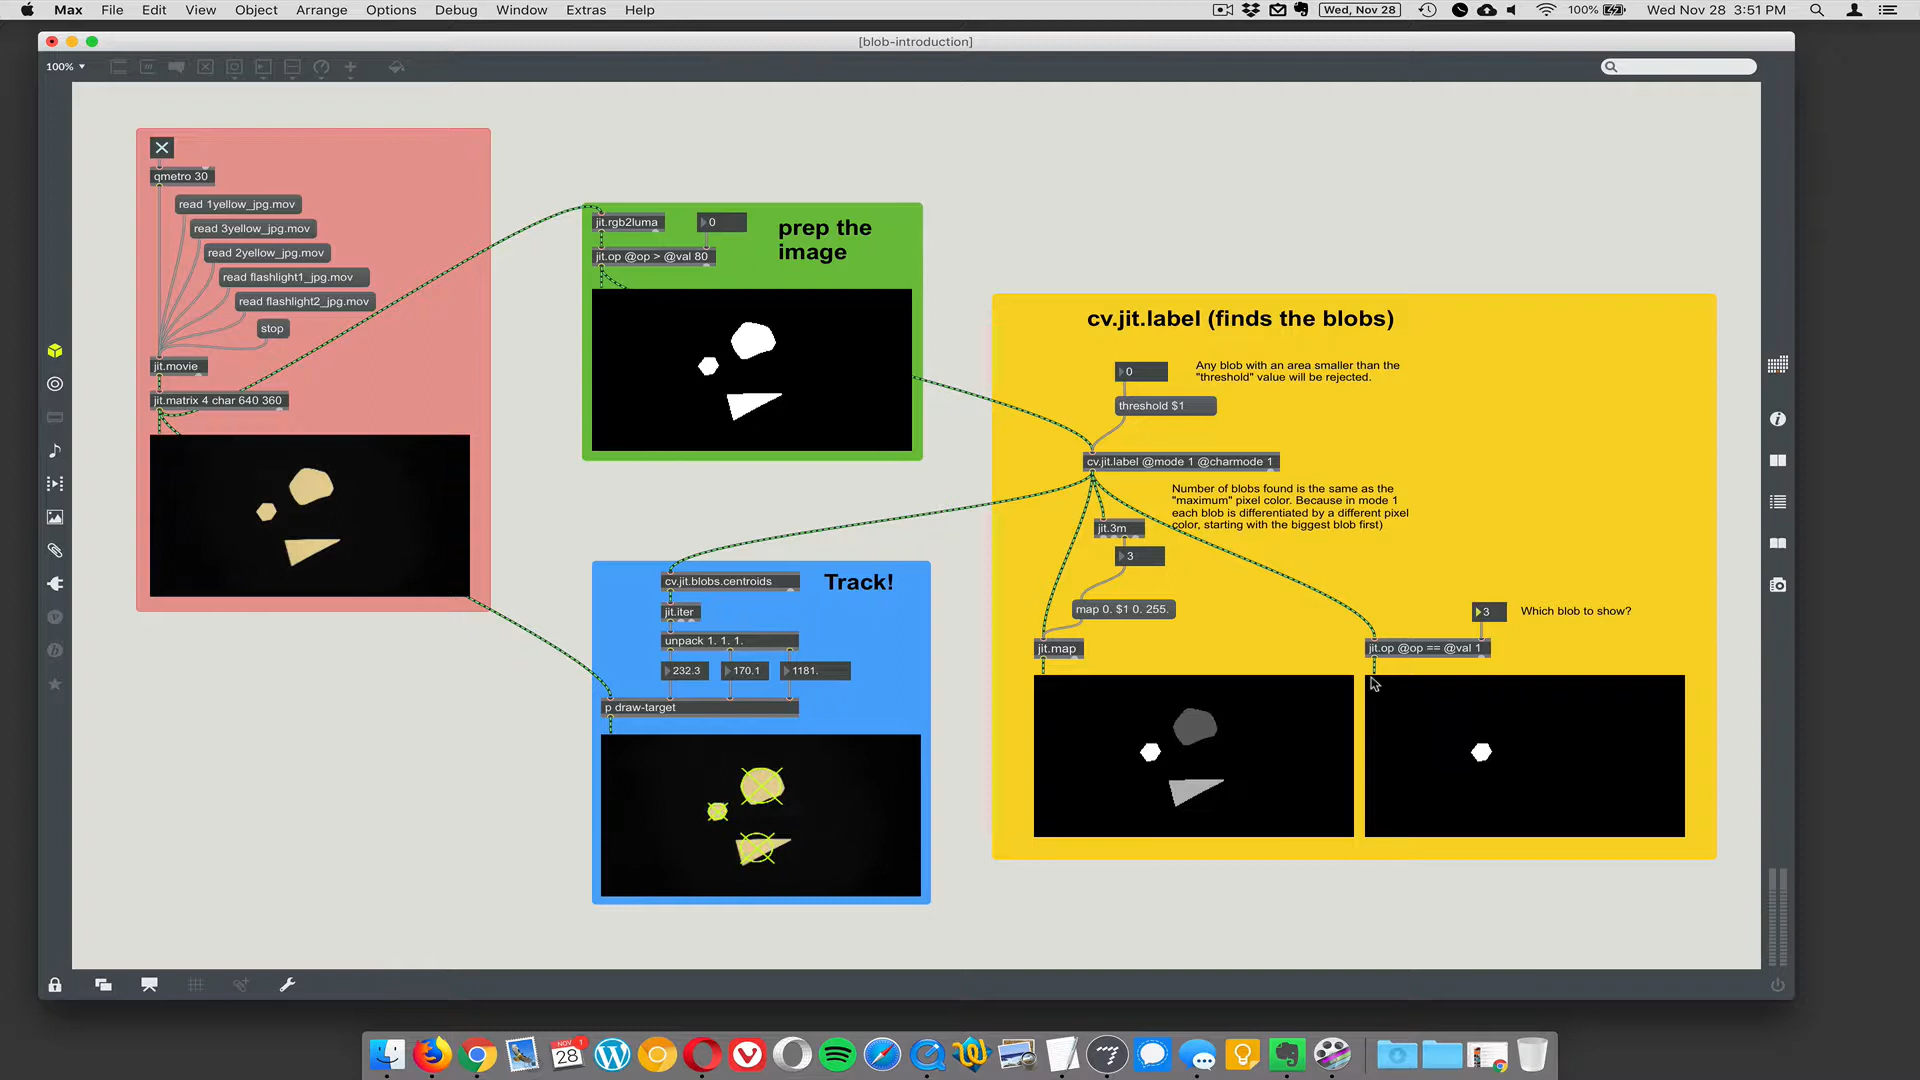 Max File Edit View Object Arrange Options Debug Window Extras Help
Wed, Nov 28 100% Wed Nov 28 3:51 PM
[blob-introduction]
100%
qmetro 30
read 1yellow_jpg.mov
read 3yellow_jpg.mov
read 2yellow_jpg.mov
read flashlight1_jpg.mov
read flashlight2_jpg.mov
stop
jit.movie
jit.matrix 4 char 640 360
jit.rgb2luma
0
jit.op @op > @val 80
prep the
image
cv.jit.label (finds the blobs)
0
Any blob with an area smaller than the
"threshold" value will be rejected.
threshold $1
cv.jit.label @mode 1 @charmode 1
Number of blobs found is the same as the
"maximum" pixel color. Because in mode 1
each blob is differentiated by a different pixel
color, starting with the biggest blob first)
jit.3m
3
map 0. $1 0. 255.
jit.map
3
Which blob to show?
jit.op @op == @val 1
cv.jit.blobs.centroids
Track!
jit.iter
unpack 1. 1. 1.
232.3
170.1
1181.
p draw-target
NOV 1
28